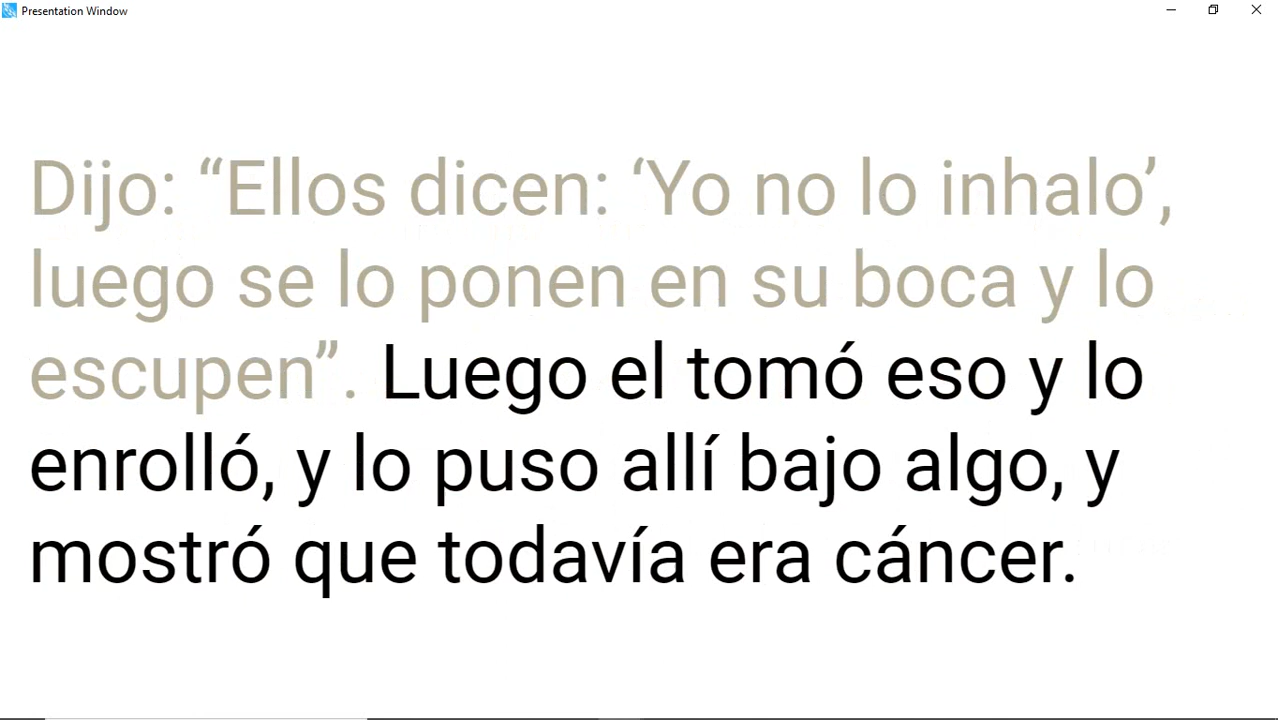 Presentation Window
Dijo: “Ellos dicen: ‘Yo no lo inhalo’,
luego se lo ponen en su boca y lo
escupen”. Luego el tomó eso y lo
enrolló, y lo puso allí bajo algo, y
mostró que todavía era cáncer.